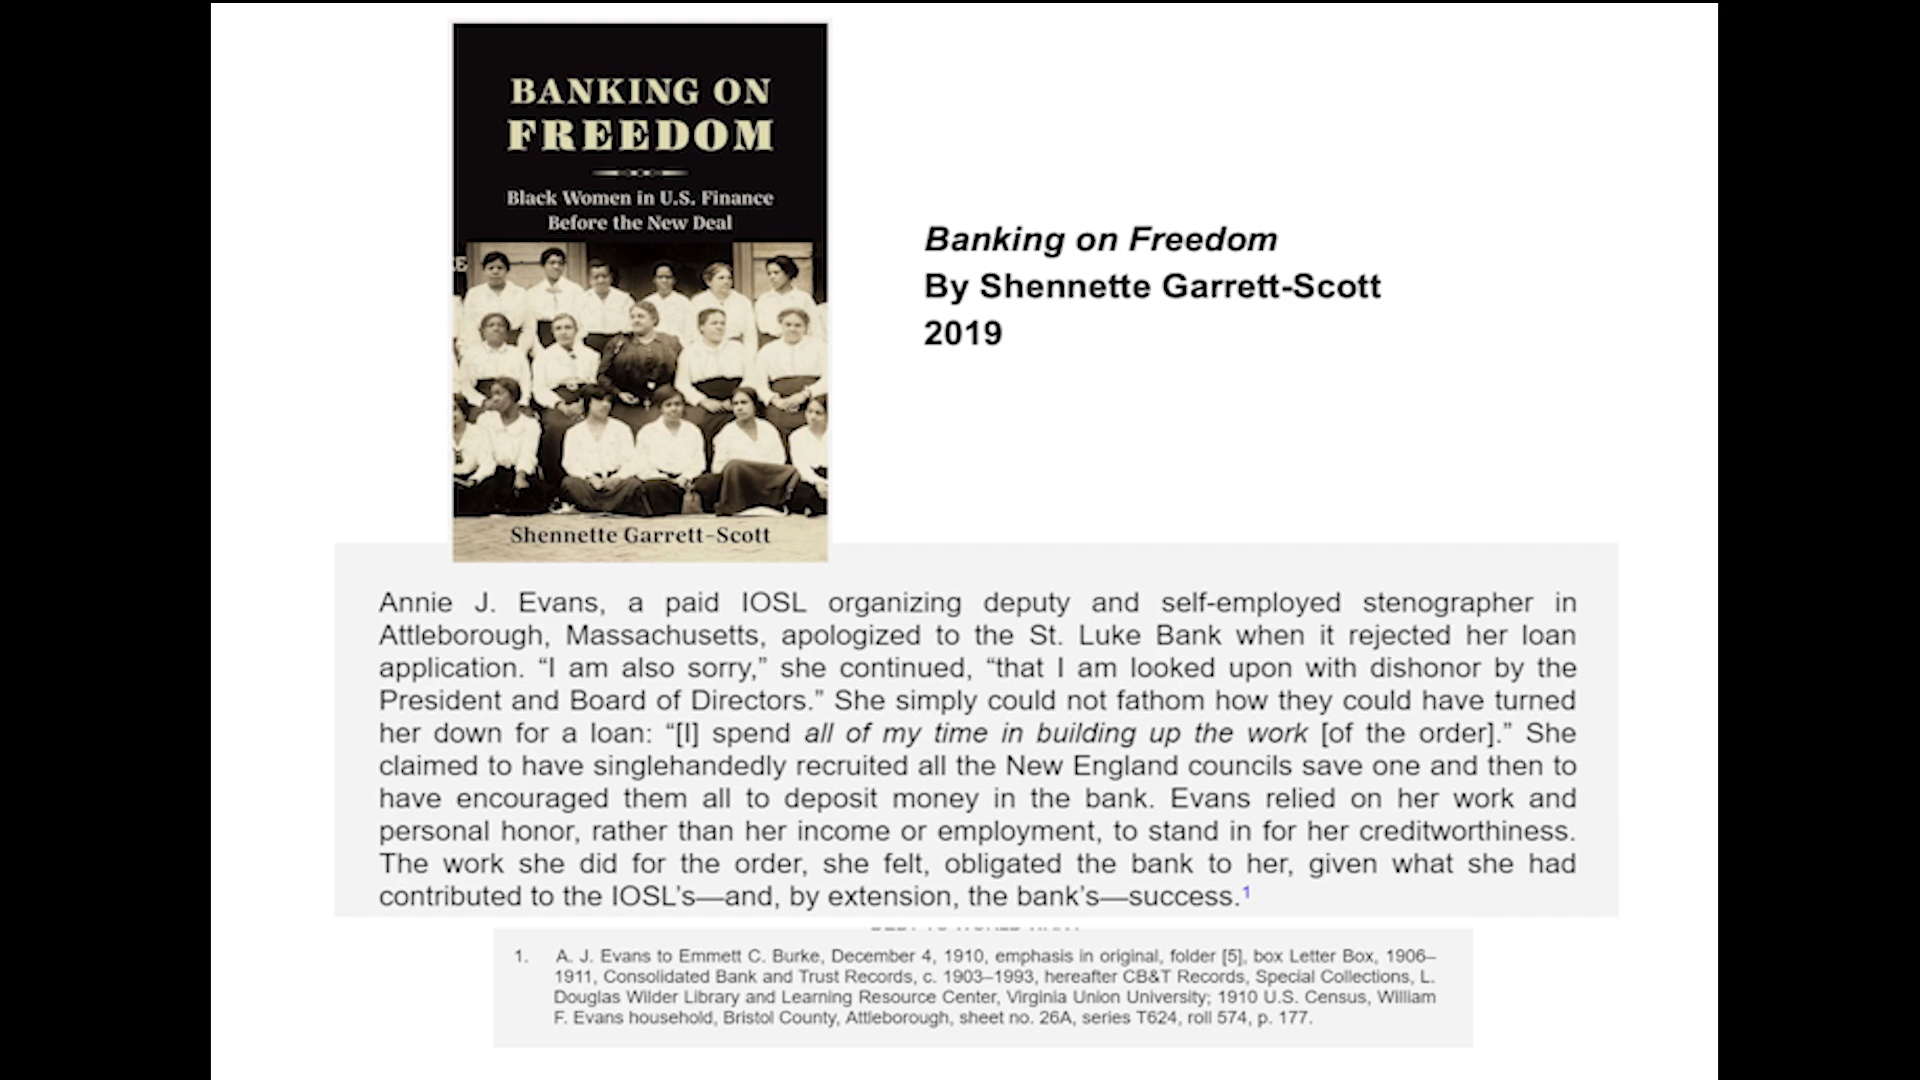 BANKING ON
FREEDOM
Black Women in U.S. Finance
Before the New Deal
Shennette Garrett-Scott
Banking on Freedom
By Shennette Garrett-Scott
2019
Annie J. Evans, a paid IOSL organizing deputy and self-employed stenographer in
Attleborough, Massachusetts, apologized to the St. Luke Bank when it rejected her loan
application. “I am also sorry,” she continued, “that I am looked upon with dishonor by the
President and Board of Directors.” She simply could not fathom how they could have turned
her down for a loan: “[I] spend all of my time in building up the work [of the order].” She
claimed to have singlehandedly recruited all the New England councils save one and then to
have encouraged them all to deposit money in the bank. Evans relied on her work and
personal honor, rather than her income or employment, to stand in for her creditworthiness.
The work she did for the order, she felt, obligated the bank to her, given what she had
contributed to the IOSL’s—and, by extension, the bank’s—success.1
1. A. J. Evans to Emmett C. Burke, December 4, 1910, emphasis in original, folder [5], box Letter Box, 1906–
1911, Consolidated Bank and Trust Records, c. 1903–1993, hereafter CB&T Records, Special Collections, L.
Douglas Wilder Library and Learning Resource Center, Virginia Union University; 1910 U.S. Census, William
F. Evans household, Bristol County, Attleborough, sheet no. 26A, series T624, roll 574, p. 177.